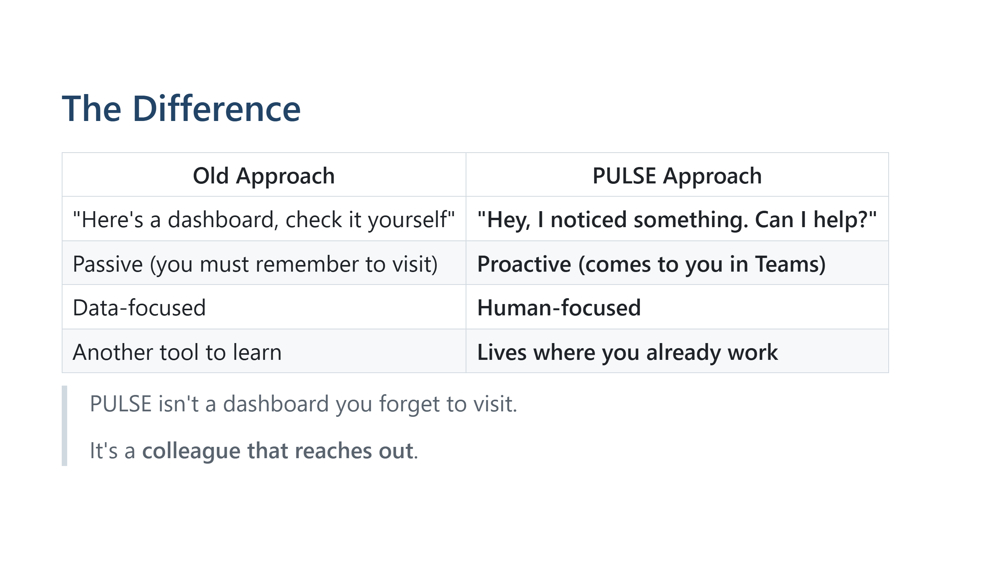 The Difference
Old Approach
PULSE Approach
"Here's a dashboard, check it yourself"
"Hey, I noticed something. Can I help?"
Passive (you must remember to visit)
Proactive (comes to you in Teams)
Data-focused
Human-focused
Another tool to learn
Lives where you already work
PULSE isn't a dashboard you forget to visit.
It's a colleague that reaches out.